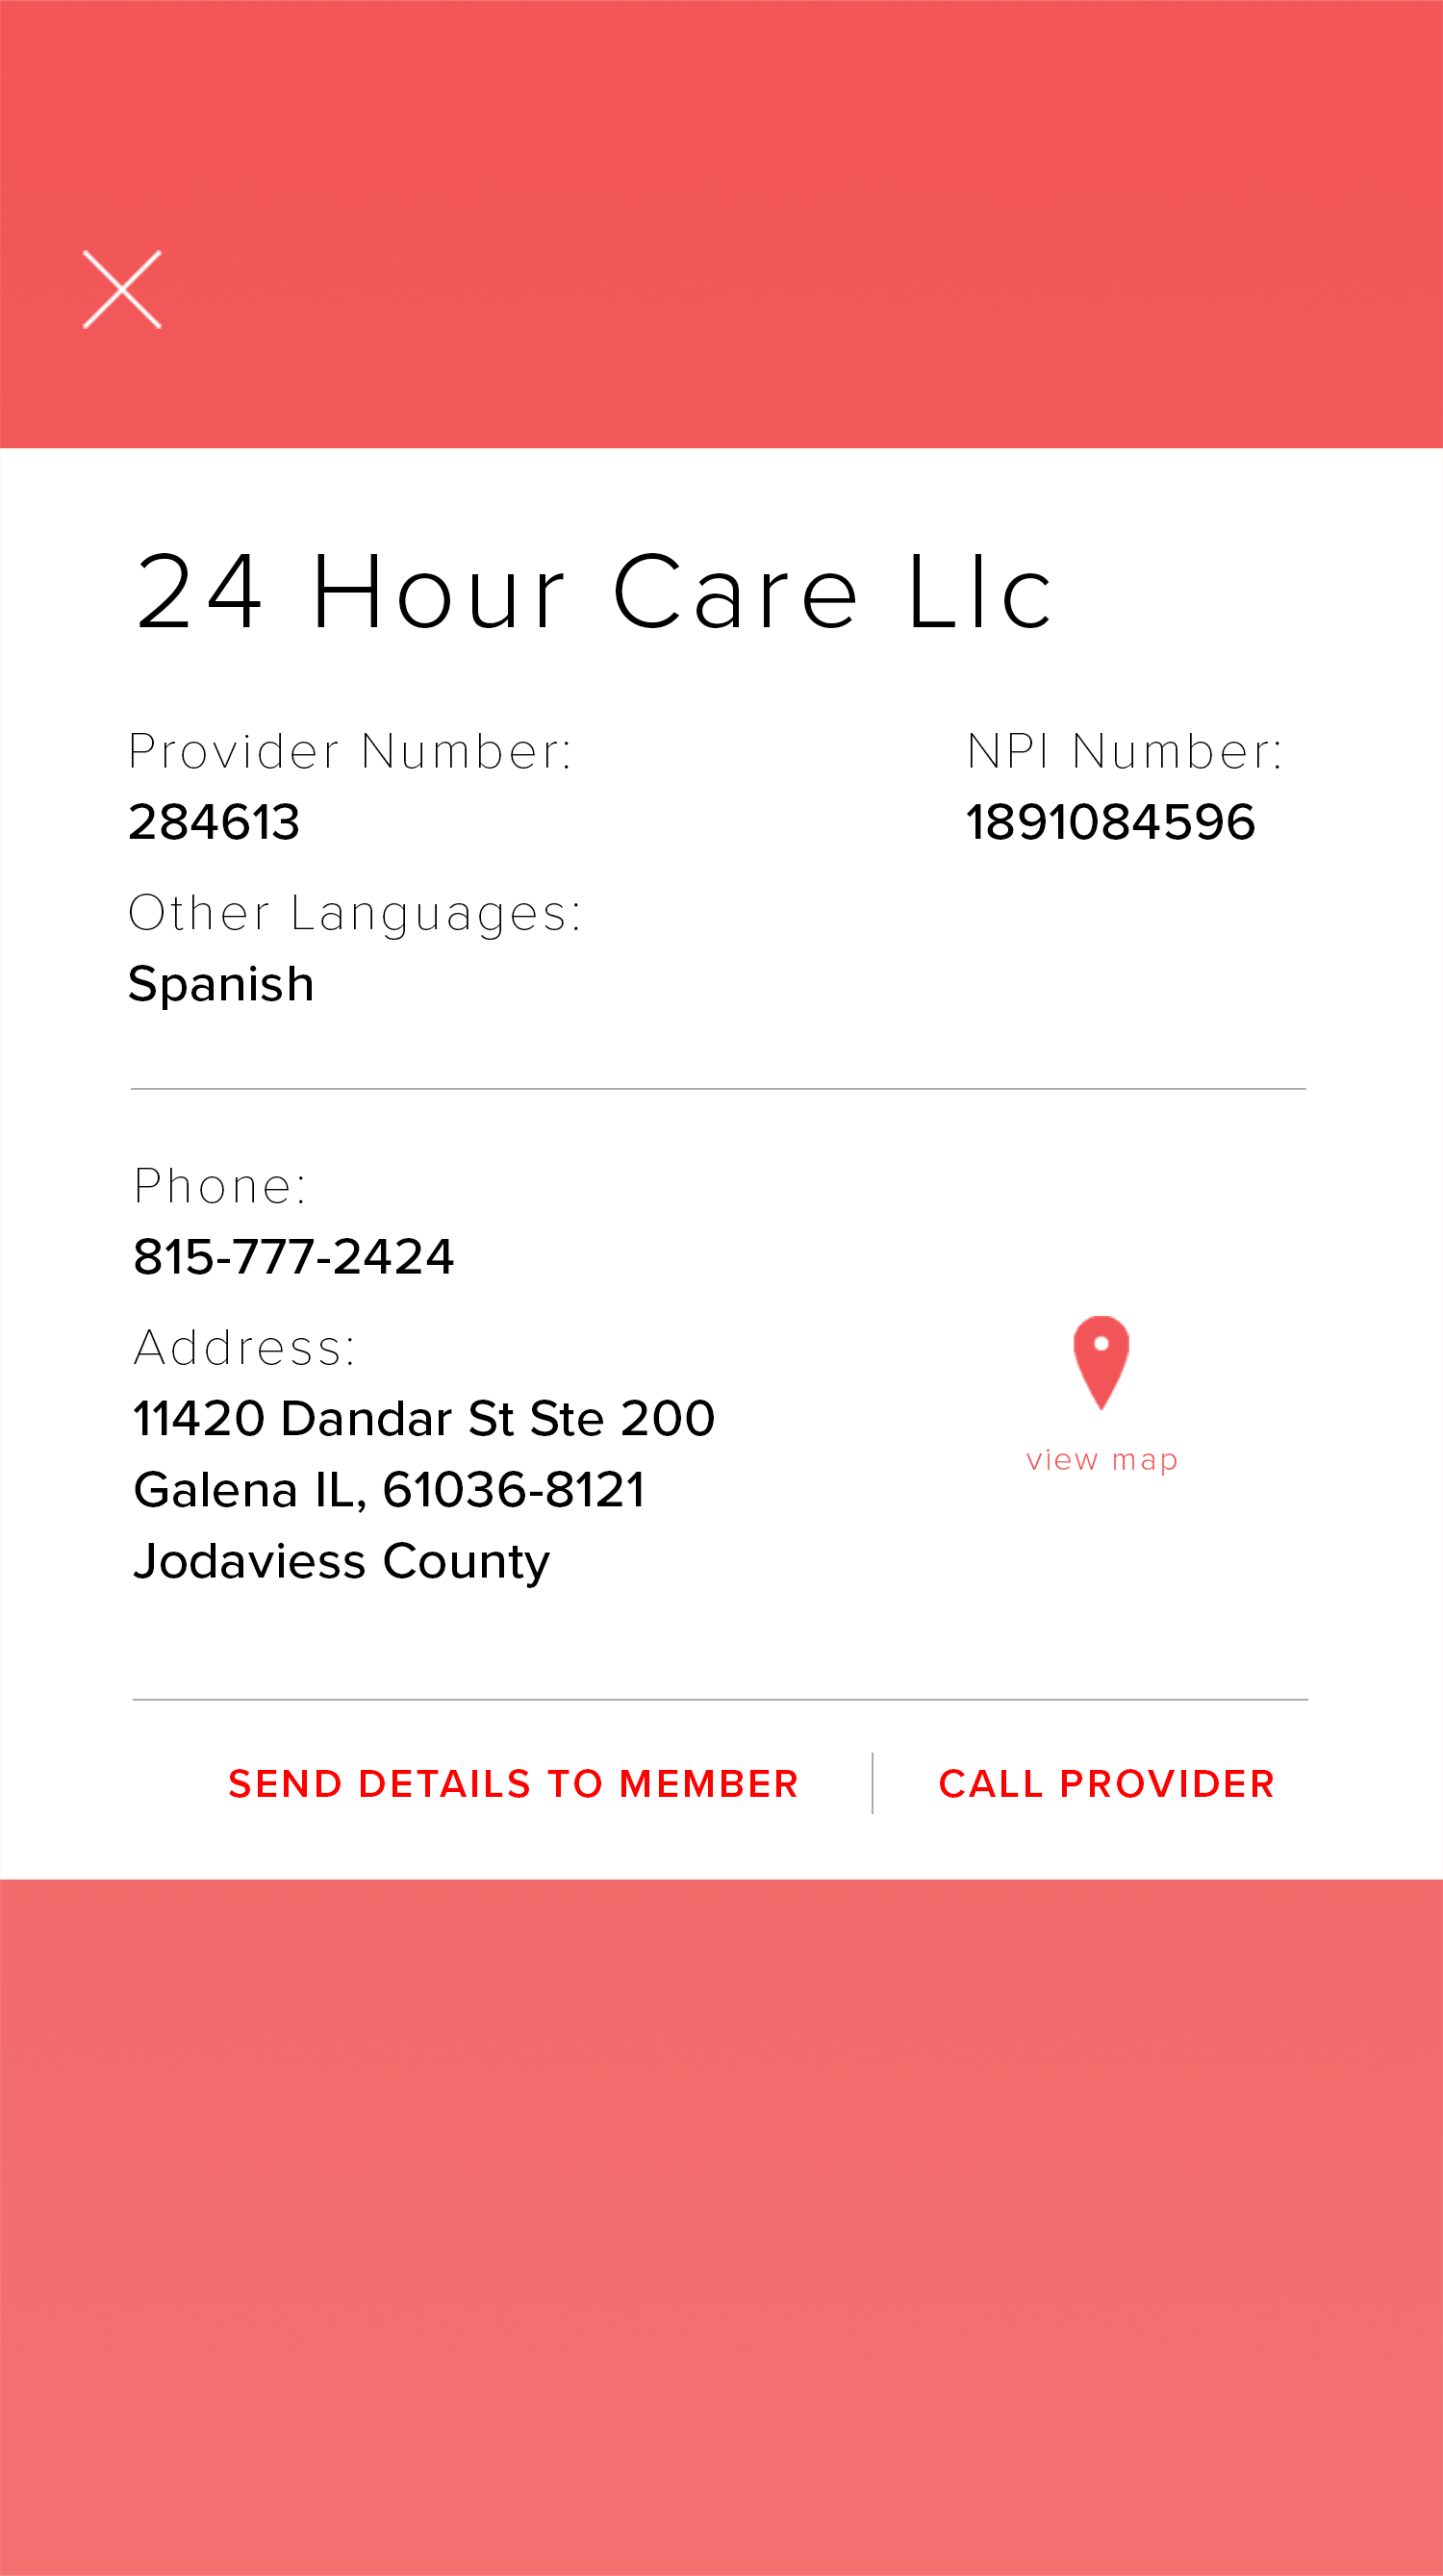 24 Hour Care Llc
Provider Number:
284613
NPI Number:
1891084596
Other Languages:
Spanish
Phone:
815-777-2424
Address:
11420 Dandar St Ste 200
Galena IL, 61036-8121
Jodaviess County
view map
SEND DETAILS TO MEMBER
CALL PROVIDER